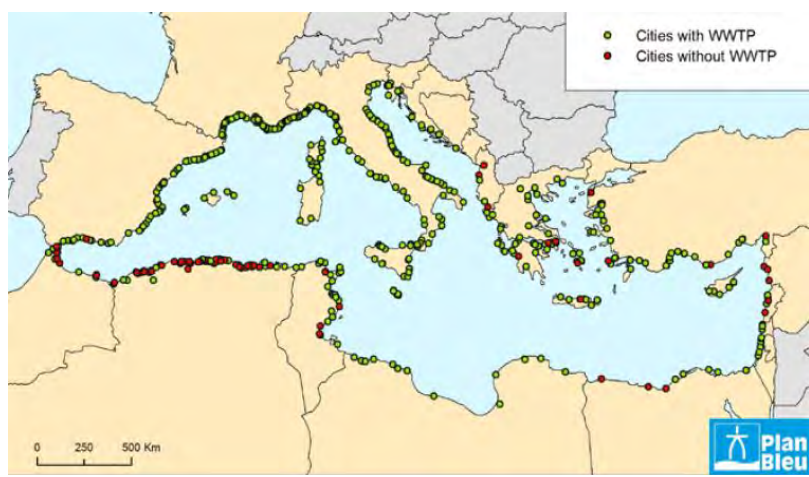 Cities with WWTP
Cities without WWTP
0 250 500 Km
Plan
Bleu